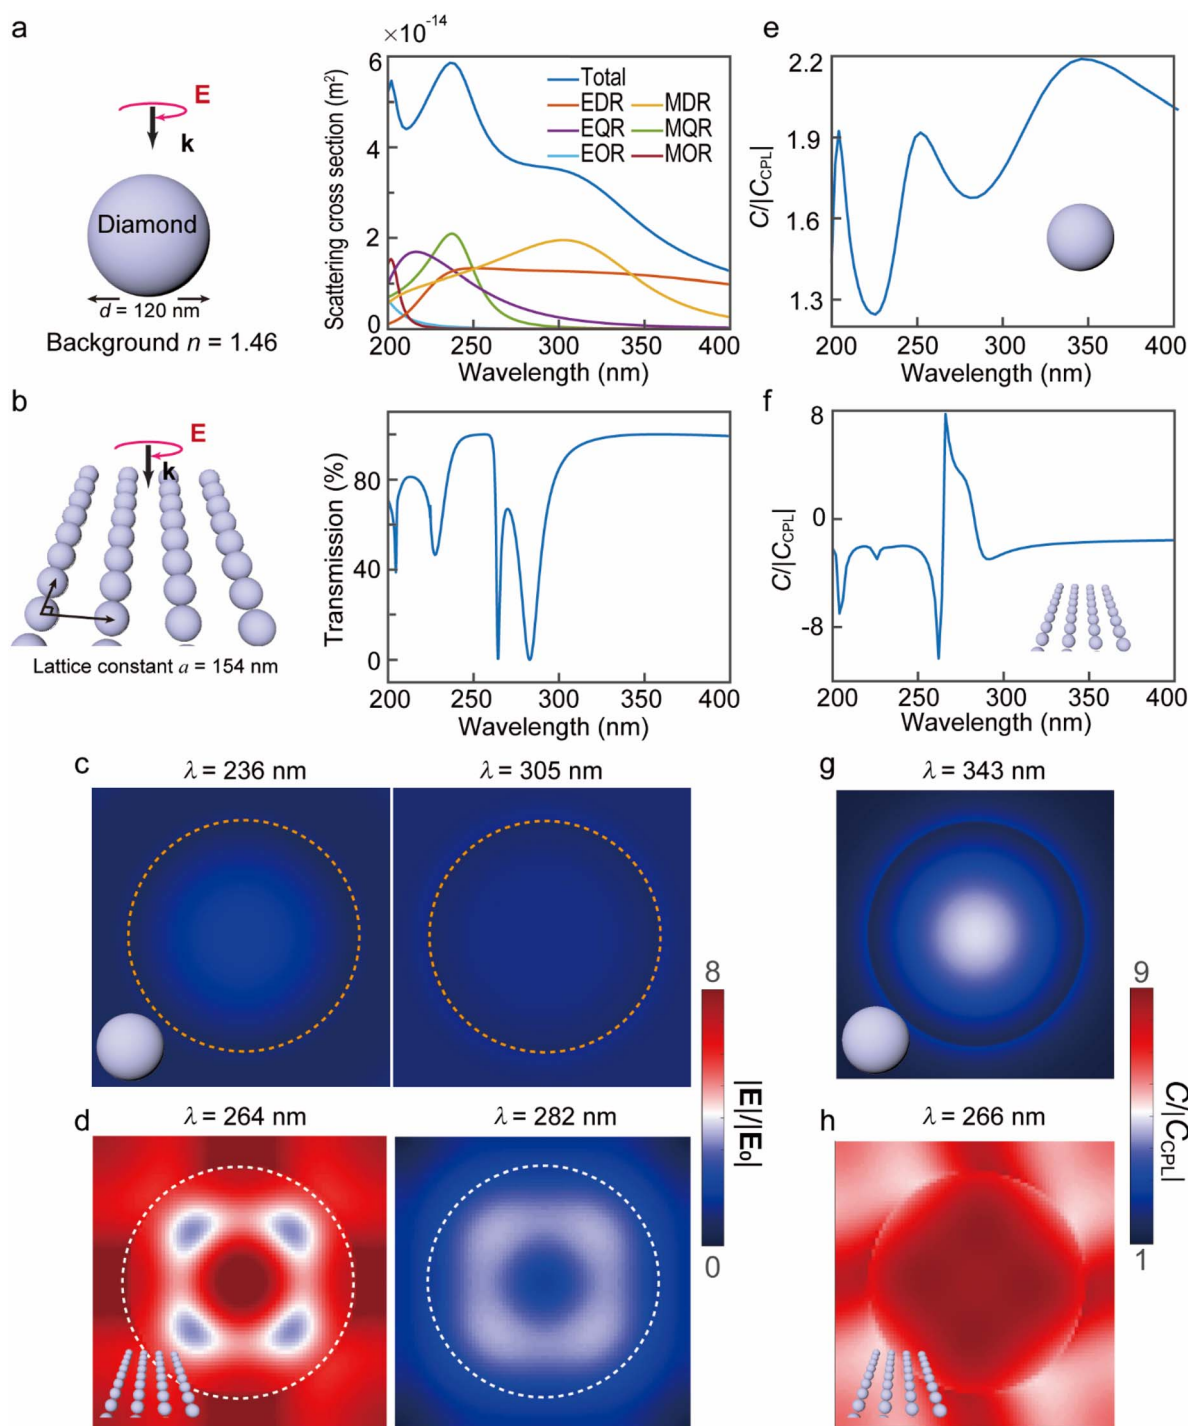 a
E
k
Diamond
d = 120 nm
Background n = 1.46
×10⁻¹⁴
Scattering cross section (m²)
6
4
2
0
Total
EDR MDR
EQR MQR
EOR MOR
200 250 300 350 400
Wavelength (nm)
e
C/|C_CPL|
2.2
1.9
1.6
1.3
200 250 300 350 400
Wavelength (nm)
b
E
k
Lattice constant a = 154 nm
Transmission (%)
80
40
0
200 250 300 350 400
Wavelength (nm)
f
C/|C_CPL|
8
0
-8
200 250 300 350 400
Wavelength (nm)
c
λ = 236 nm
λ = 305 nm
g
λ = 343 nm
8
|E|/|E₀|
0
9
C/|C_CPL|
1
d
λ = 264 nm
λ = 282 nm
h
λ = 266 nm